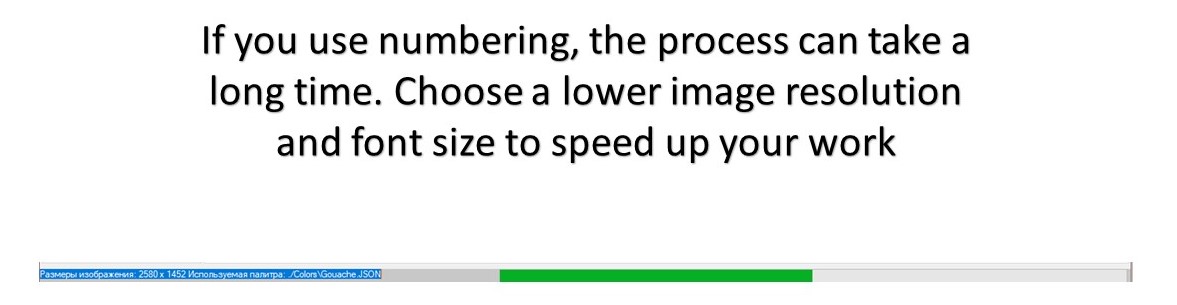 If you use numbering, the process can take a
long time. Choose a lower image resolution
and font size to speed up your work
Размеры изображения: 2580 x 1452 Используемая палитра: ./Colors\Gouache.JSON